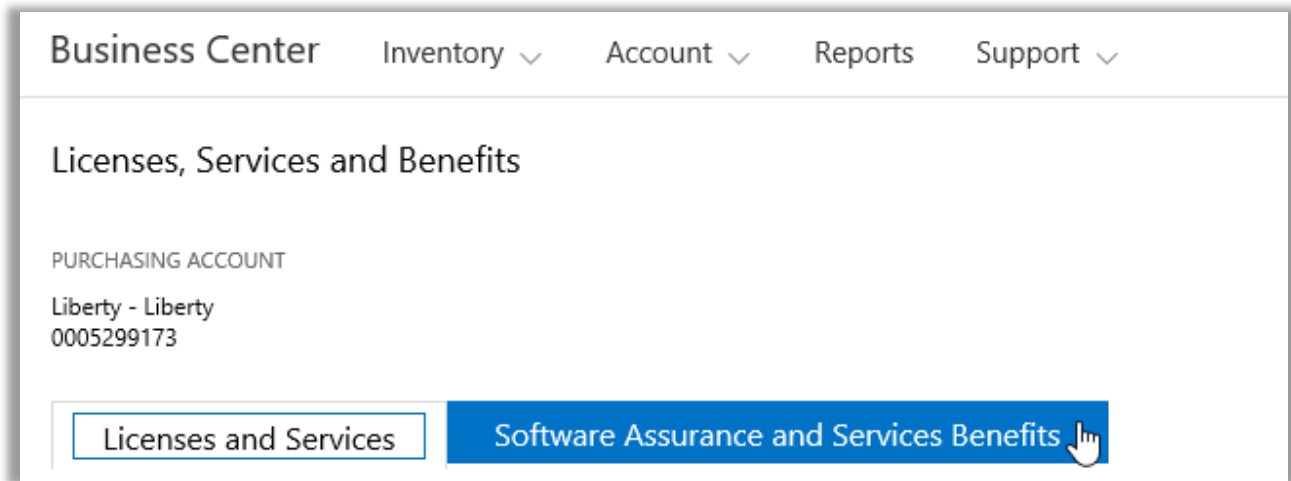 Business Center Inventory Account Reports Support
Licenses, Services and Benefits
PURCHASING ACCOUNT
Liberty - Liberty
0005299173
Licenses and Services Software Assurance and Services Benefits